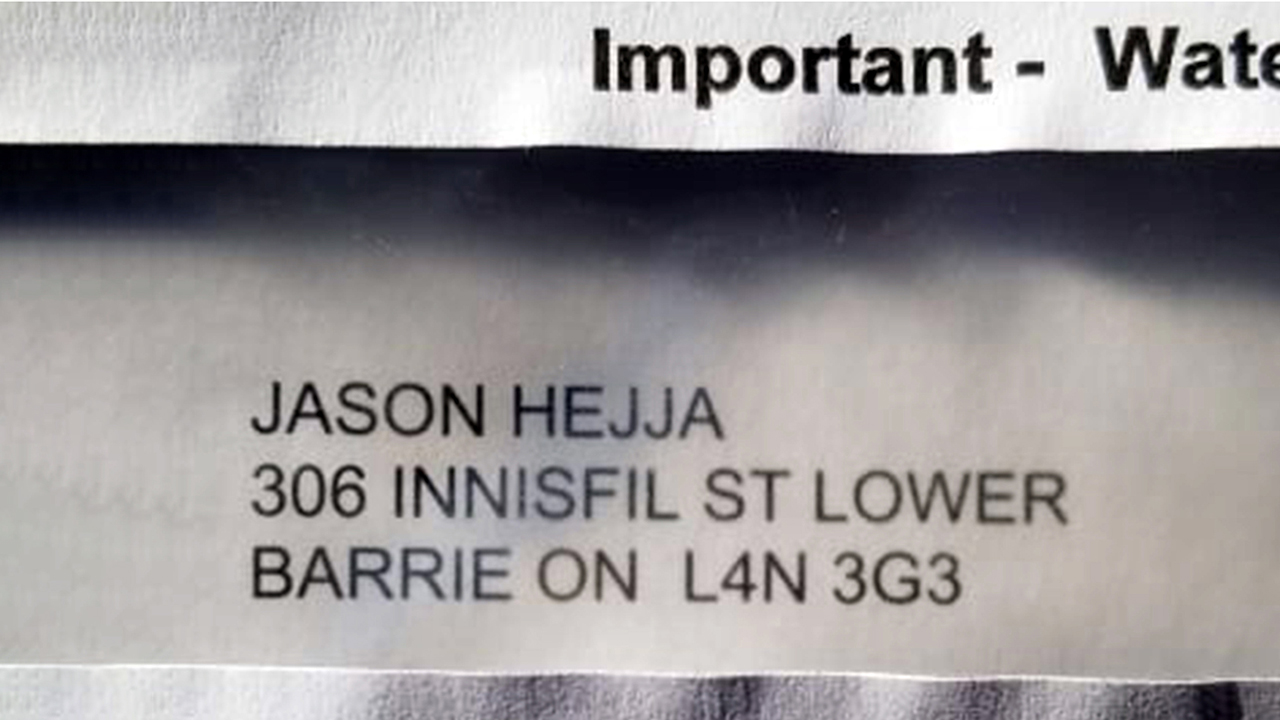 Important - Wate
JASON HEJJA
306 INNISFIL ST LOWER
BARRIE ON L4N 3G3